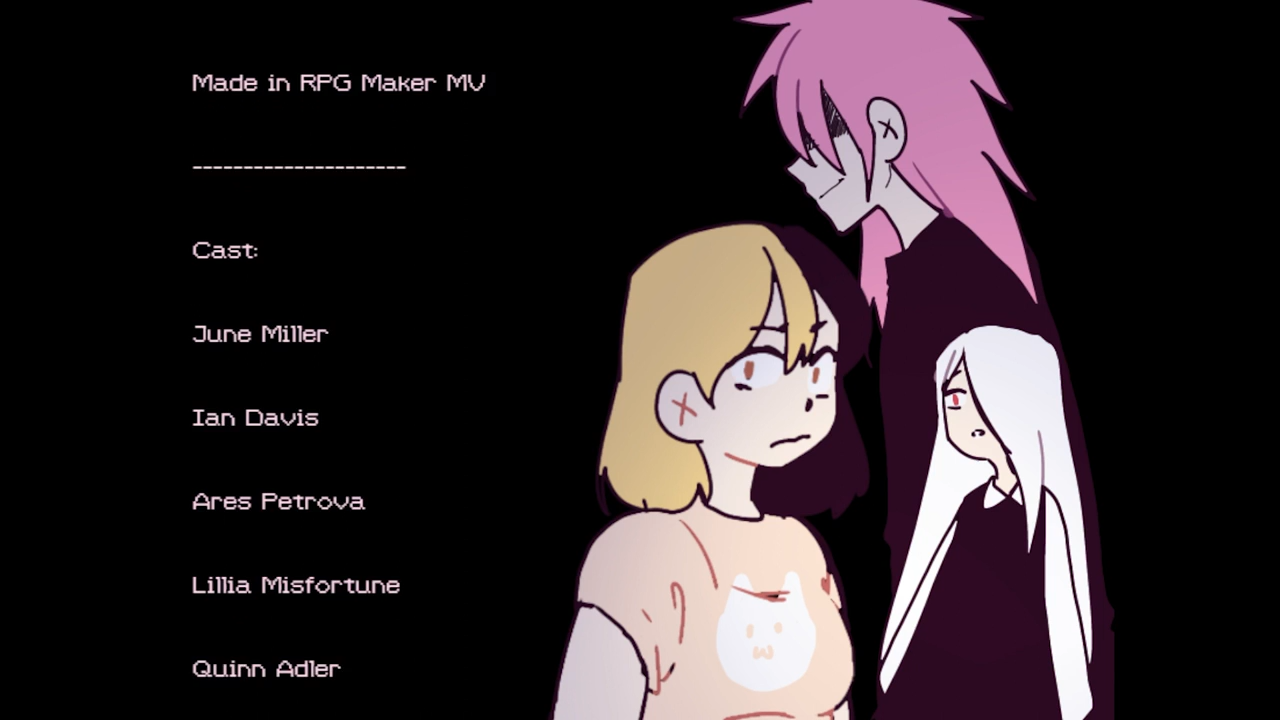 Made in RPG Maker MV
---------------------
Cast:
June Miller
Ian Davis
Ares Petrova
Lillia Misfortune
Quinn Adler